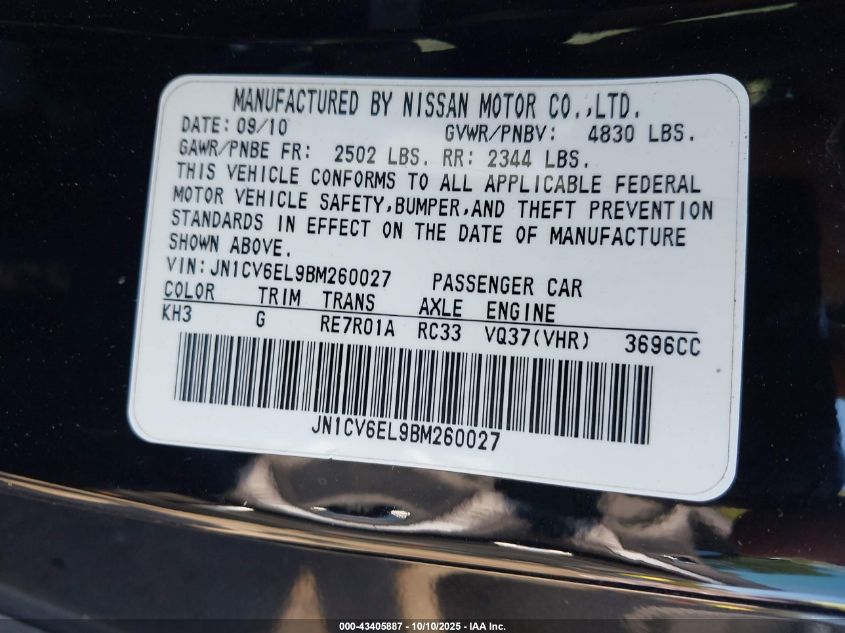 MANUFACTURED BY NISSAN MOTOR CO.,LTD.
DATE: 09/10 GVWR/PNBV: 4830 LBS.
GAWR/PNBE FR: 2502 LBS. RR: 2344 LBS.
THIS VEHICLE CONFORMS TO ALL APPLICABLE FEDERAL
MOTOR VEHICLE SAFETY,BUMPER,AND THEFT PREVENTION
STANDARDS IN EFFECT ON THE DATE OF MANUFACTURE
SHOWN ABOVE.
VIN:JN1CV6EL9BM260027 PASSENGER CAR
COLOR TRIM TRANS AXLE ENGINE
KH3 G RE7R01A RC33 VQ37(VHR) 3696CC
JN1CV6EL9BM260027
000-43405887 - 10/10/2025 - IAA Inc.